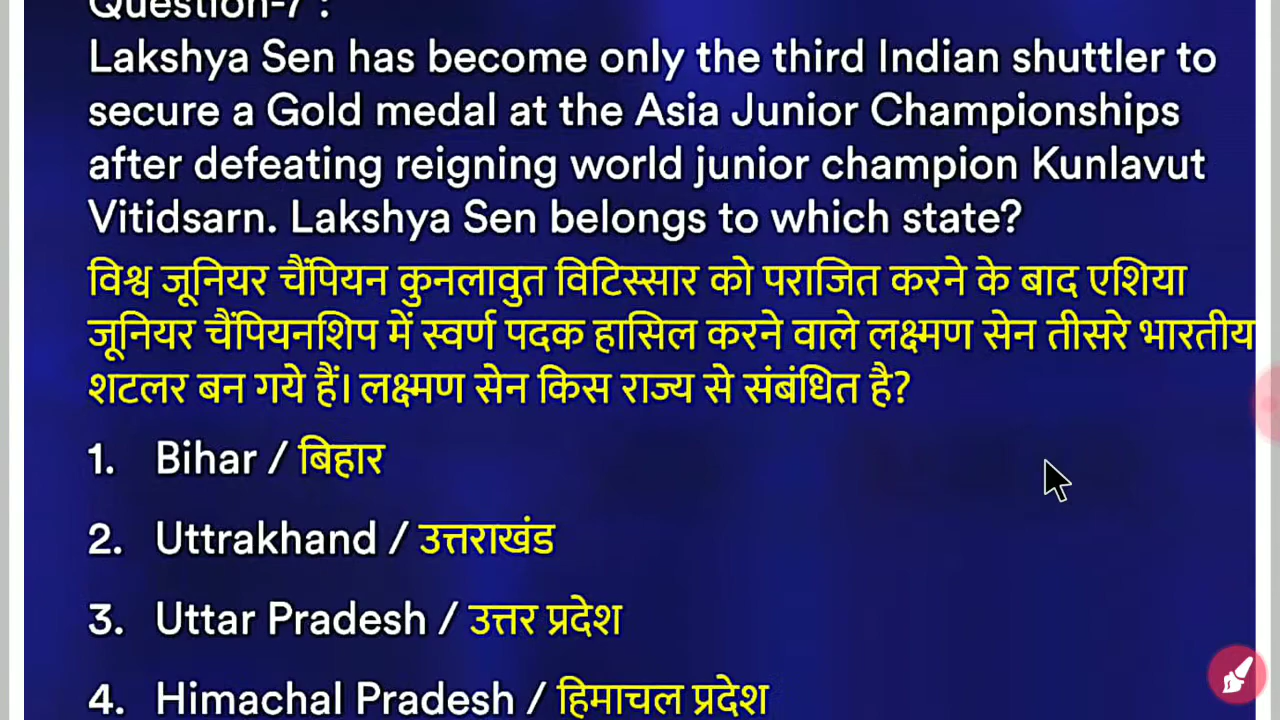 Question-7 :
Lakshya Sen has become only the third Indian shuttler to
secure a Gold medal at the Asia Junior Championships
after defeating reigning world junior champion Kunlavut
Vitidsarn. Lakshya Sen belongs to which state?
विश्व जूनियर चैंपियन कुनलावुत विटिस्सार को पराजित करने के बाद एशिया
जूनियर चैंपियनशिप में स्वर्ण पदक हासिल करने वाले लक्ष्मण सेन तीसरे भारतीय
शटलर बन गये हैं। लक्ष्मण सेन किस राज्य से संबंधित है?
1. Bihar / बिहार
2. Uttrakhand / उत्तराखंड
3. Uttar Pradesh / उत्तर प्रदेश
4. Himachal Pradesh / हिमाचल प्रदेश